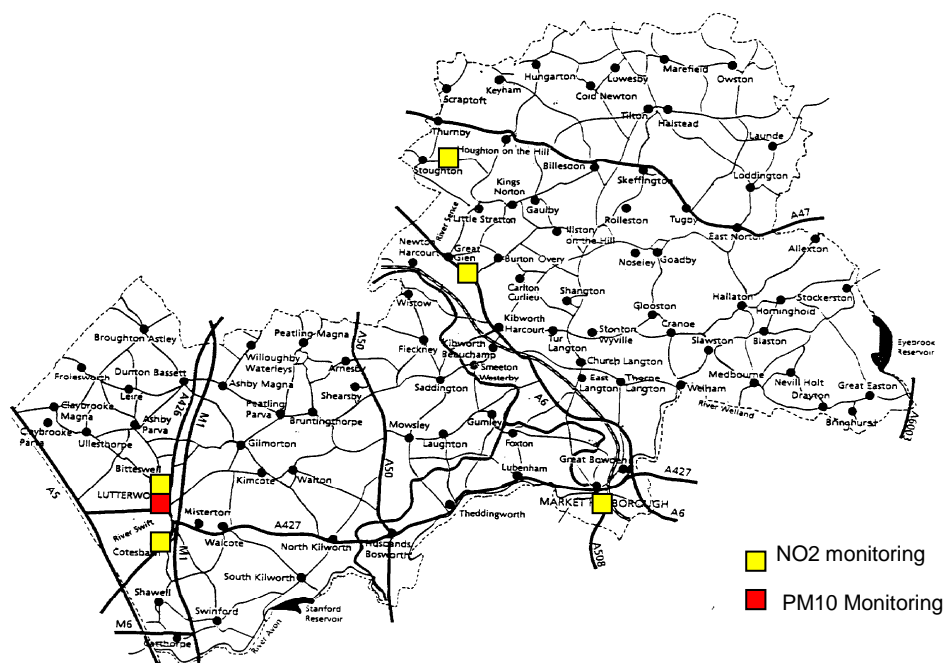 Marefield
Hungarton
Lowesby
Owston
Keyham
Cold Newton
Scraptoft
Tilton
Halstead
Thurnby
Launde
Houghton on the Hill
Stoughton
Billesdon
Skeffington
Loddington
Kings
Norton
Gaulby
Little Stretton
River Sence
Rolleston
Tugby
A47
East Norton
Illston
on the Hill
Newton
Harcourt
Great
Glen
Burton Overy
Noseley
Goadby
Allexton
Carlton
Curlieu
Shangton
Wistow
Glooston
Hallaton
Stockerston
Horninghold
Kibworth
Harcourt
Tur
Langton
Stonton
Wyville
Cranoe
Slawston
Blaston
Eyebrook
Reservoir
Broughton Astley
Peatling Magna
A50
Willoughby
Waterleys
Arnesby
Fleckney
Kibworth
Beauchamp
Smeeton
Westerby
Church Langton
East
Langton
Thorpe
Langton
Welham
Medbourne
Nevill Holt
Drayton
Great Easton
Bringhurst
River Welland
A6003
Frolesworth
Dunton Bassett
Leire
Ashby Magna
Shearsby
Saddington
A6
Claybrooke
Magna
Claybrooke
Parva
Ullesthorpe
Ashby
Parva
A426
M1
Peatling
Parva
Bruntingthorpe
Mowsley
Laughton
Gumley
Foxton
Gilmorton
Bitteswell
Kimcote
Walton
A50
Lubenham
Great Bowden
A427
LUTTERWO
A5
MARKET
BOROUGH
A6
Misterton
Theddingworth
River Swift
A427
Walcote
North Kilworth
Husbands
Bosworth
Cotesba
M1
A508
NO2 monitoring
South Kilworth
Shawell
Swinford
Stanford
Reservoir
PM10 Monitoring
M6
Catthorpe
River Avon